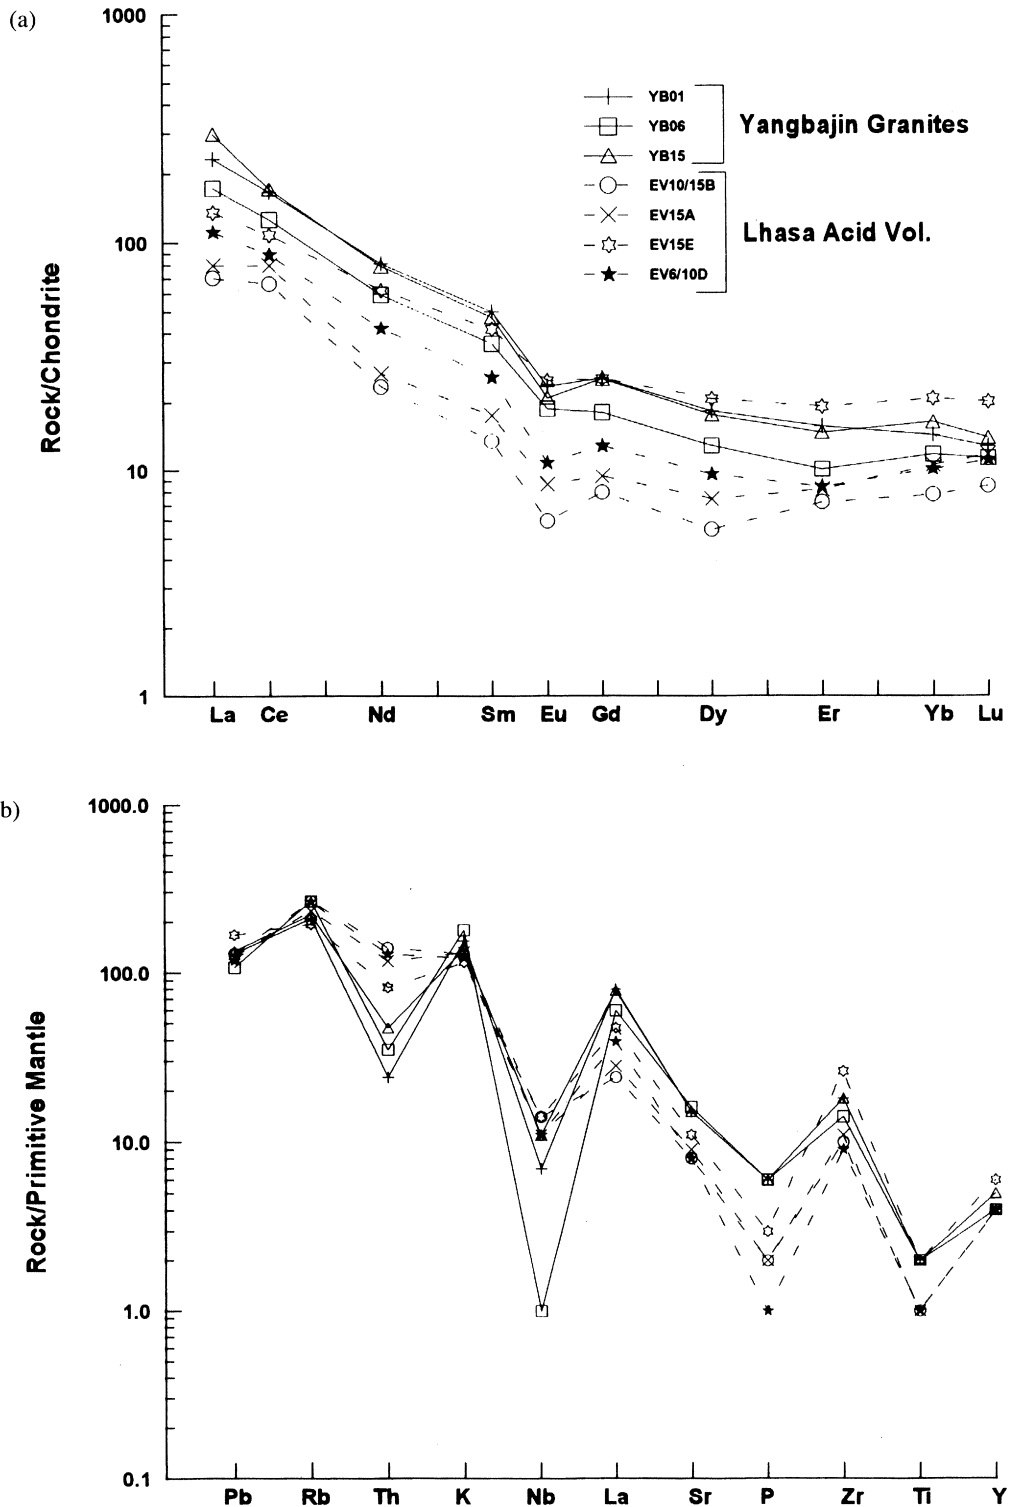 (a)
1000
100
10
1
Rock/Chondrite
YB01
YB06
YB15
Yangbajin Granites
EV10/15B
EV15A
EV15E
EV6/10D
Lhasa Acid Vol.
La Ce Nd Sm Eu Gd Dy Er Yb Lu
b)
1000.0
100.0
10.0
1.0
0.1
Rock/Primitive Mantle
Pb Rb Th K Nb La Sr P Zr Ti Y